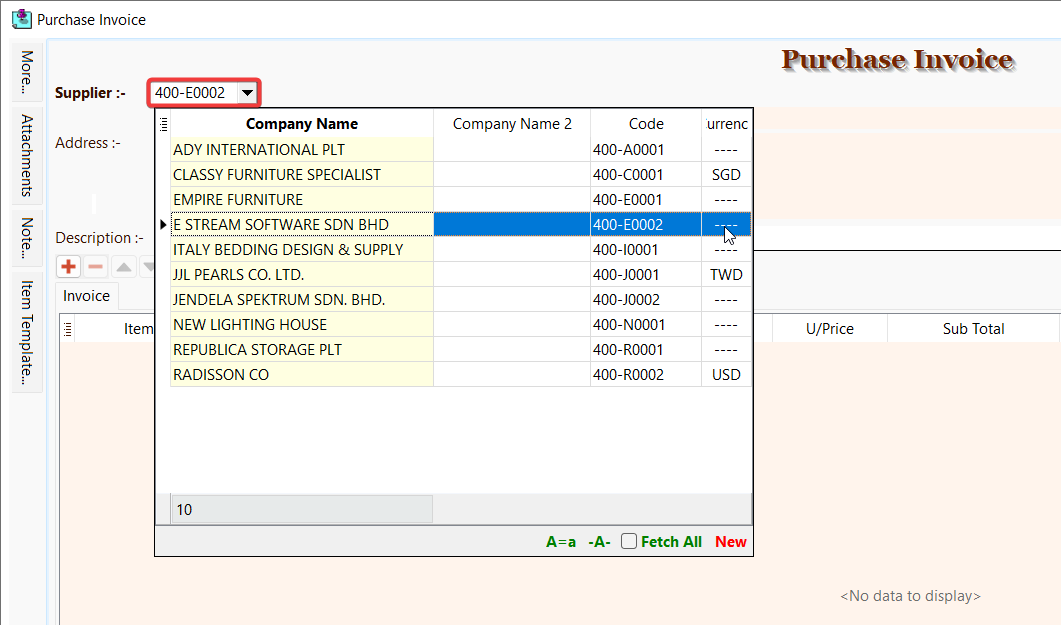 Purchase Invoice
Purchase Invoice
More...
Attachments
Note...
Item Template...
Supplier :-
400-E0002
Address :-
Description :-
Invoice
Item
U/Price
Sub Total
<No data to display>
Company Name Company Name 2 Code urrenc
ADY INTERNATIONAL PLT 400-A0001 ----
CLASSY FURNITURE SPECIALIST 400-C0001 SGD
EMPIRE FURNITURE 400-E0001 ----
E STREAM SOFTWARE SDN BHD 400-E0002 ----
ITALY BEDDING DESIGN & SUPPLY 400-I0001 ----
JJL PEARLS CO. LTD. 400-J0001 TWD
JENDELA SPEKTRUM SDN. BHD. 400-J0002 ----
NEW LIGHTING HOUSE 400-N0001 ----
REPUBLICA STORAGE PLT 400-R0001 ----
RADISSON CO 400-R0002 USD
10
A=a -A- Fetch All New